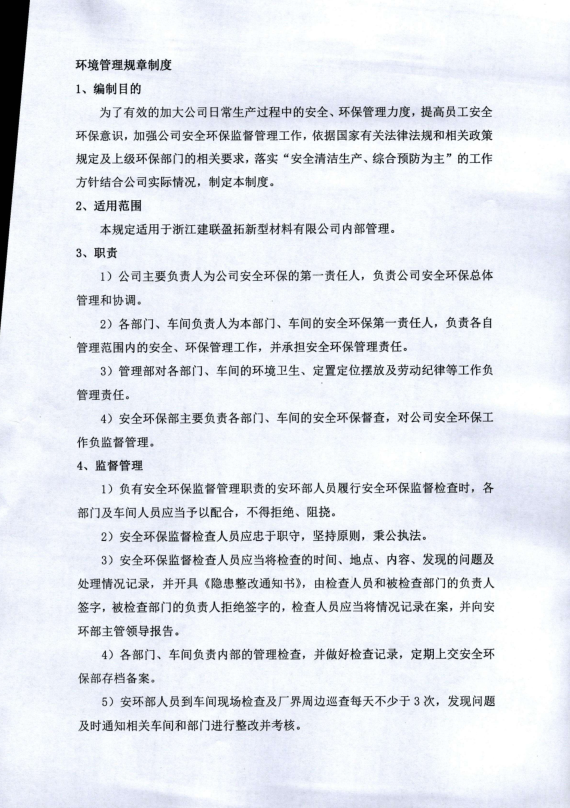 环境管理规章制度
1、编制目的
为了有效的加大公司日常生产过程中的安全、环保管理力度，提高员工安全
环保意识，加强公司安全环保监督管理工作，依据国家有关法律法规和相关政策
规定及上级环保部门的相关要求，落实“安全清洁生产、综合预防为主”的工作
方针结合公司实际情况，制定本制度。
2、适用范围
本规定适用于浙江建联盈拓新型材料有限公司内部管理。
3、职责
1）公司主要负责人为公司安全环保的第一责任人，负责公司安全环保总体
管理和协调。
2）各部门、车间负责人为本部门、车间的安全环保第一责任人，负责各自
管理范围内的安全、环保管理工作，并承担安全环保管理责任。
3）管理部对各部门、车间的环境卫生、定置定位摆放及劳动纪律等工作负
管理责任。
4）安全环保部主要负责各部门、车间的安全环保督查，对公司安全环保工
作负监督管理。
4、监督管理
1）负有安全环保监督管理职责的安环部人员履行安全环保监督检查时，各
部门及车间人员应当予以配合，不得拒绝、阻挠。
2）安全环保监督检查人员应忠于职守，坚持原则，秉公执法。
3）安全环保监督检查人员应当将检查的时间、地点、内容、发现的问题及
处理情况记录，并开具《隐患整改通知书》，由检查人员和被检查部门的负责人
签字，被检查部门的负责人拒绝签字的，检查人员应当将情况记录在案，并向安
环部主管领导报告。
4）各部门、车间负责内部的管理检查，并做好检查记录，定期上交安全环
保部存档备案。
5）安环部人员到车间现场检查及厂界周边巡查每天不少于 3 次，发现问题
及时通知相关车间和部门进行整改并考核。